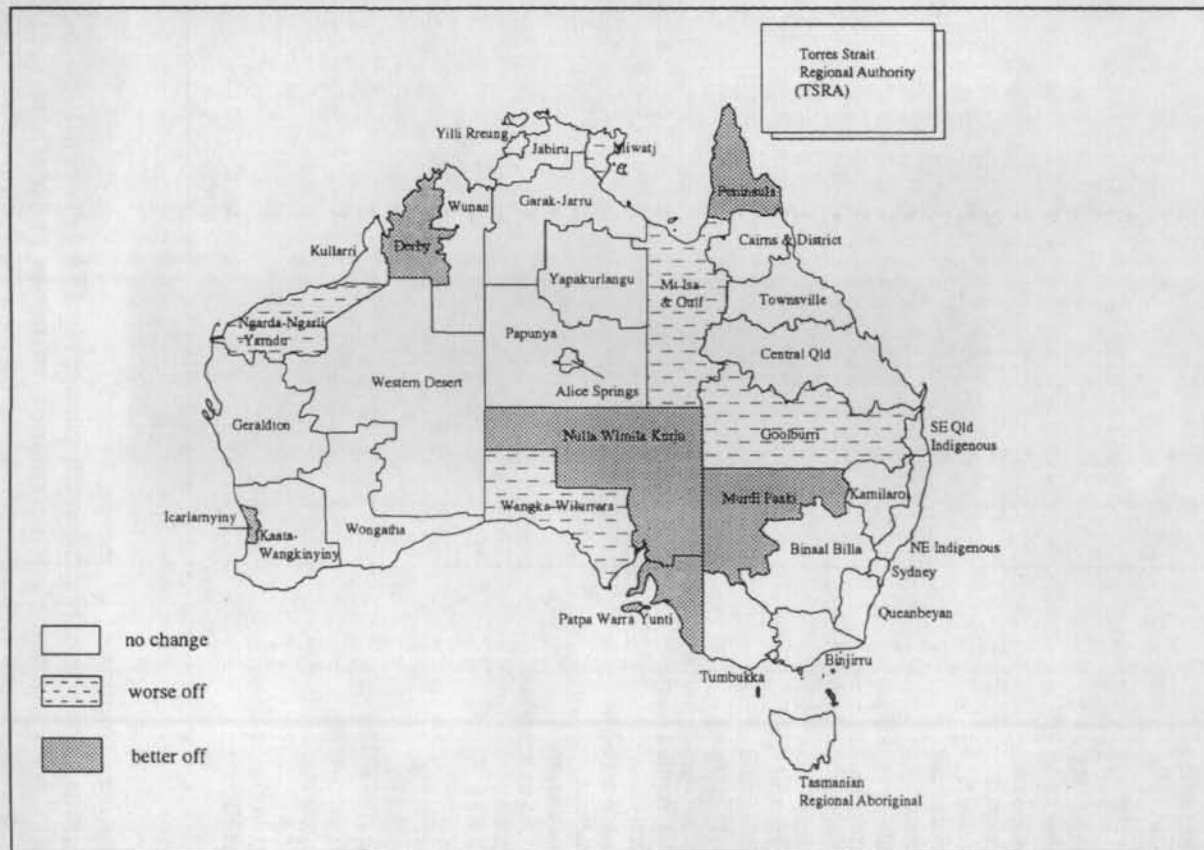 Torres Strait
Regional Authority
(TSRA)
Yilli Rreung
Jabiru
Miwatj
Wunan
Garak-Jarru
Peninsula
Kullarri
Derby
Cairns & District
Yapakurlangu
Mt Isa
& Gulf
Townsville
Ngarda-Ngarli
Yarndu
Papunya
Central Qld
Western Desert
Alice Springs
Geraldton
Nulla Wimila Kutju
Goolburri
SE Qld
Indigenous
Wangka-Wilurrara
Murdi Paaki
Kamilaroi
Icarlarnyiny
Kaata-
Wangkinyiny
Wongatha
Binaal Billa
NE Indigenous
Sydney
Queanbeyan
Patpa Warra Yunti
Binjirru
Tumbukka
no change
worse off
better off
Tasmanian
Regional Aboriginal